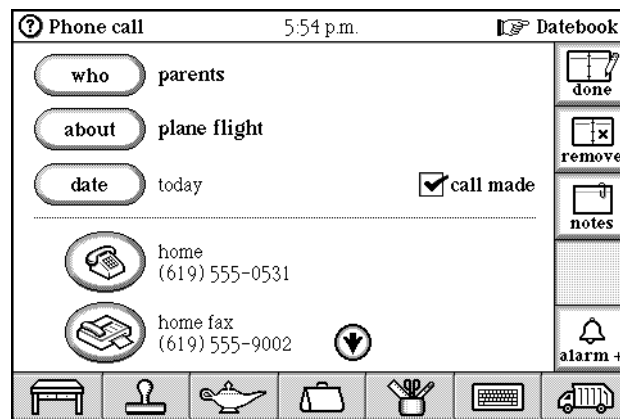 ? Phone call 5:54 p.m. Datebook
who parents
about plane flight
date today call made
home
(619) 555-0531
home fax
(619) 555-9002
done
remove
notes
alarm +